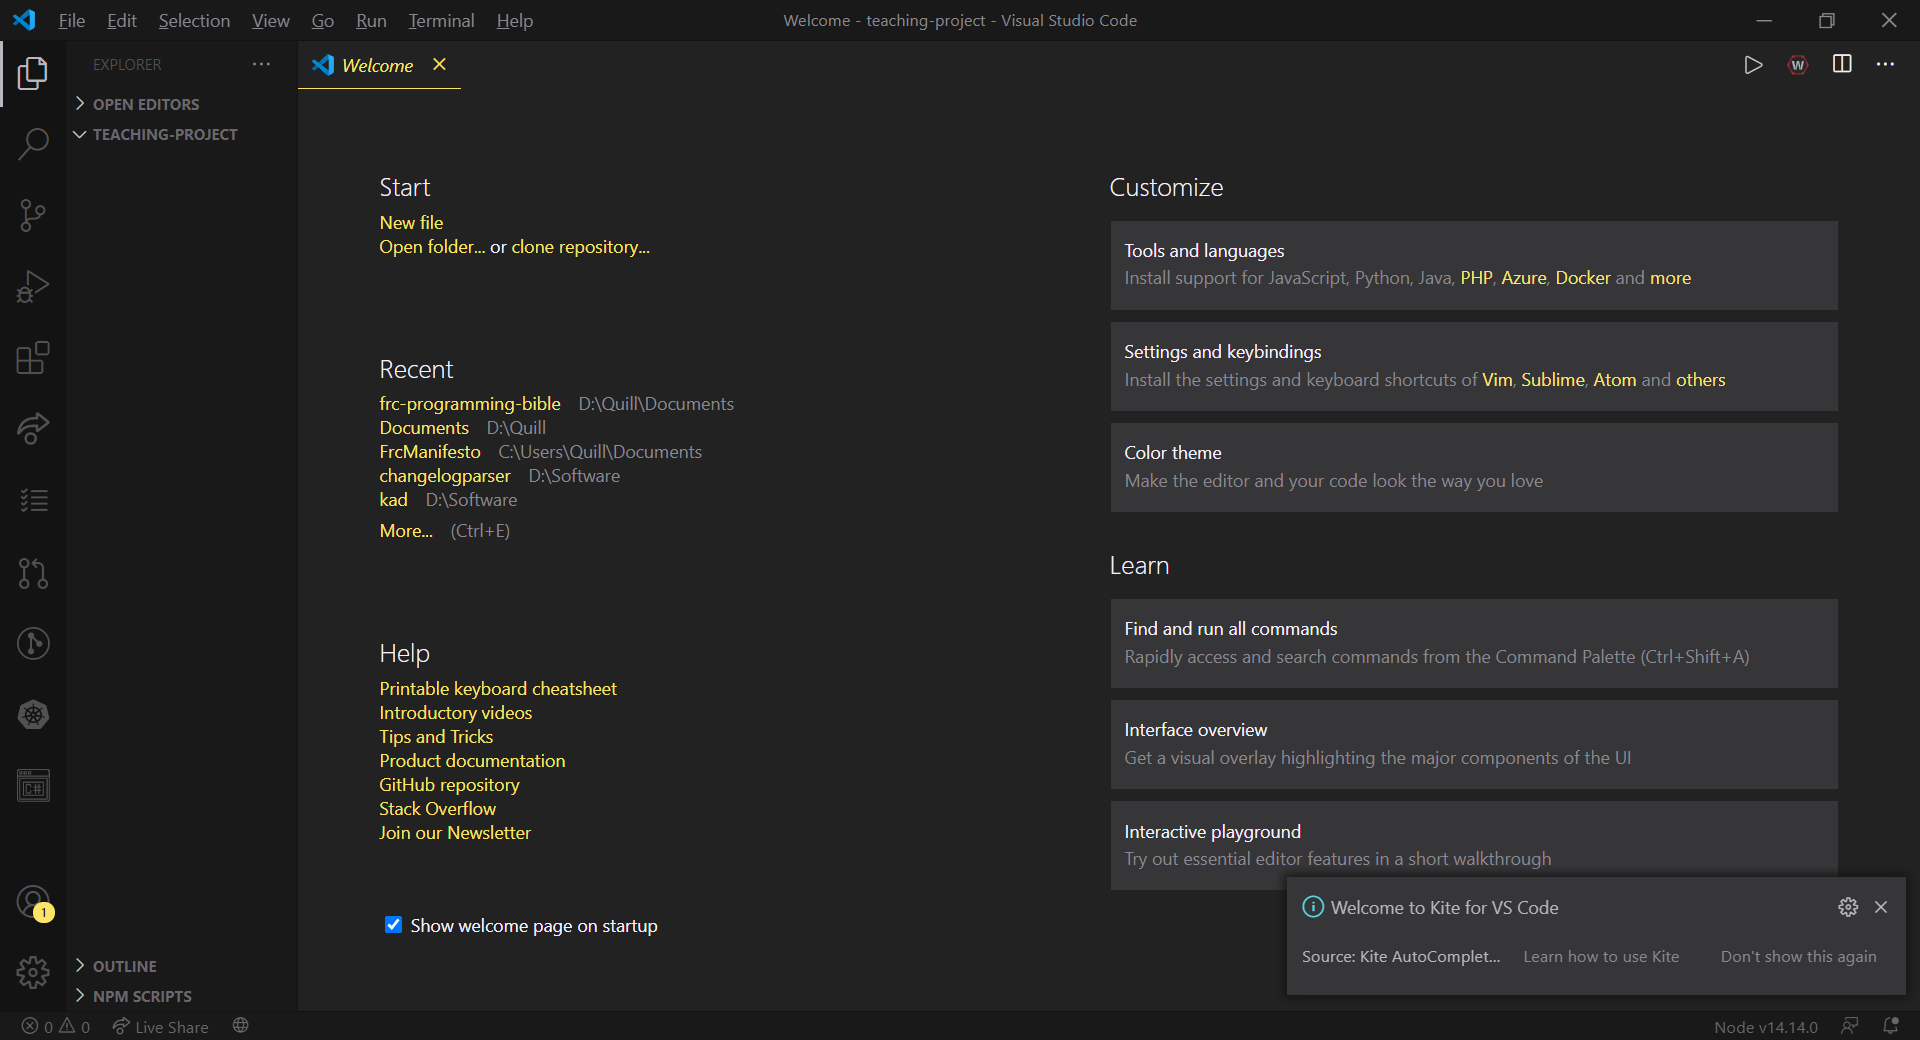 File Edit Selection View Go Run Terminal Help
Welcome - teaching-project - Visual Studio Code
EXPLORER
OPEN EDITORS
TEACHING-PROJECT
OUTLINE
NPM SCRIPTS
Welcome
W
Start
New file
Open folder... or clone repository...
Recent
frc-programming-bible D:\Quill\Documents
Documents D:\Quill
FrcManifesto C:\Users\Quill\Documents
changelogparser D:\Software
kad D:\Software
More... (Ctrl+E)
Help
Printable keyboard cheatsheet
Introductory videos
Tips and Tricks
Product documentation
GitHub repository
Stack Overflow
Join our Newsletter
Show welcome page on startup
Customize
Tools and languages
Install support for JavaScript, Python, Java, PHP, Azure, Docker and more
Settings and keybindings
Install the settings and keyboard shortcuts of Vim, Sublime, Atom and others
Color theme
Make the editor and your code look the way you love
Learn
Find and run all commands
Rapidly access and search commands from the Command Palette (Ctrl+Shift+A)
Interface overview
Get a visual overlay highlighting the major components of the UI
Interactive playground
Try out essential editor features in a short walkthrough
Welcome to Kite for VS Code
Source: Kite AutoComplet... Learn how to use Kite Don't show this again
C#
1
0 0 Live Share
Node v14.14.0